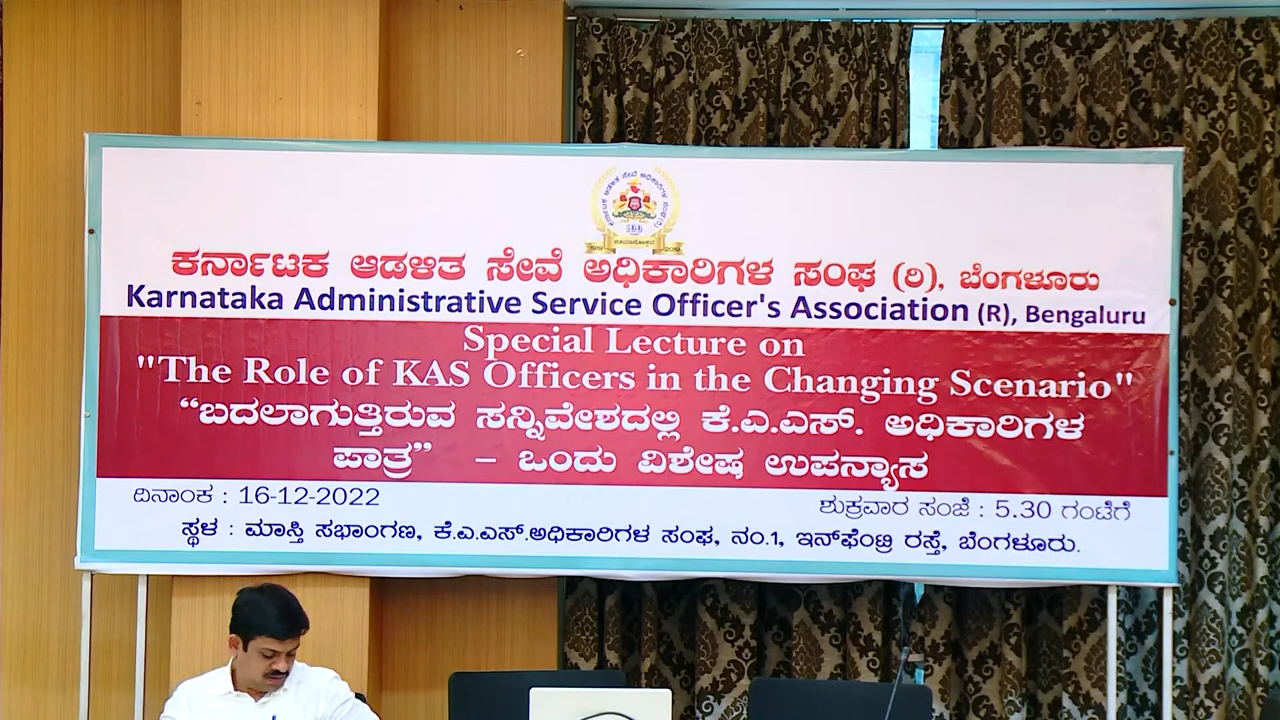 ಕರ್ನಾಟಕ ಆಡಳಿತ ಸೇವೆ ಅಧಿಕಾರಿಗಳ ಸಂಘ (ರಿ), ಬೆಂಗಳೂರು
Karnataka Administrative Service Officer's Association (R), Bengaluru
Special Lecture on
"The Role of KAS Officers in the Changing Scenario"
“ಬದಲಾಗುತ್ತಿರುವ ಸನ್ನಿವೇಶದಲ್ಲಿ ಕೆ.ಎ.ಎಸ್. ಅಧಿಕಾರಿಗಳ
ಪಾತ್ರ” – ಒಂದು ವಿಶೇಷ ಉಪನ್ಯಾಸ
ದಿನಾಂಕ : 16-12-2022 ಶುಕ್ರವಾರ ಸಂಜೆ : 5.30 ಗಂಟೆಗೆ
ಸ್ಥಳ : ಮಾಸ್ತಿ ಸಭಾಂಗಣ, ಕೆ.ಎ.ಎಸ್.ಅಧಿಕಾರಿಗಳ ಸಂಘ, ನಂ.1, ಇನ್‌ಫೆಂಟ್ರಿ ರಸ್ತೆ, ಬೆಂಗಳೂರು.